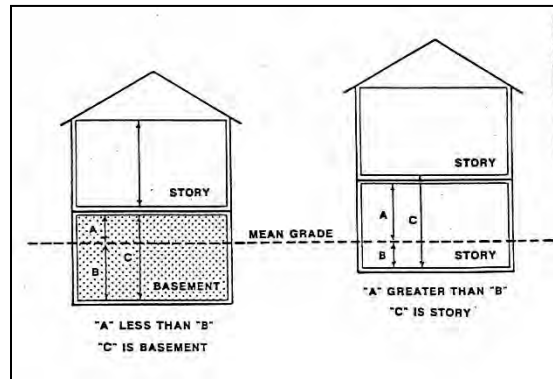 STORY
A
C
B
BASEMENT
"A" LESS THAN "B"
"C" IS BASEMENT
MEAN GRADE
STORY
A
C
B
STORY
"A" GREATER THAN "B"
"C" IS STORY